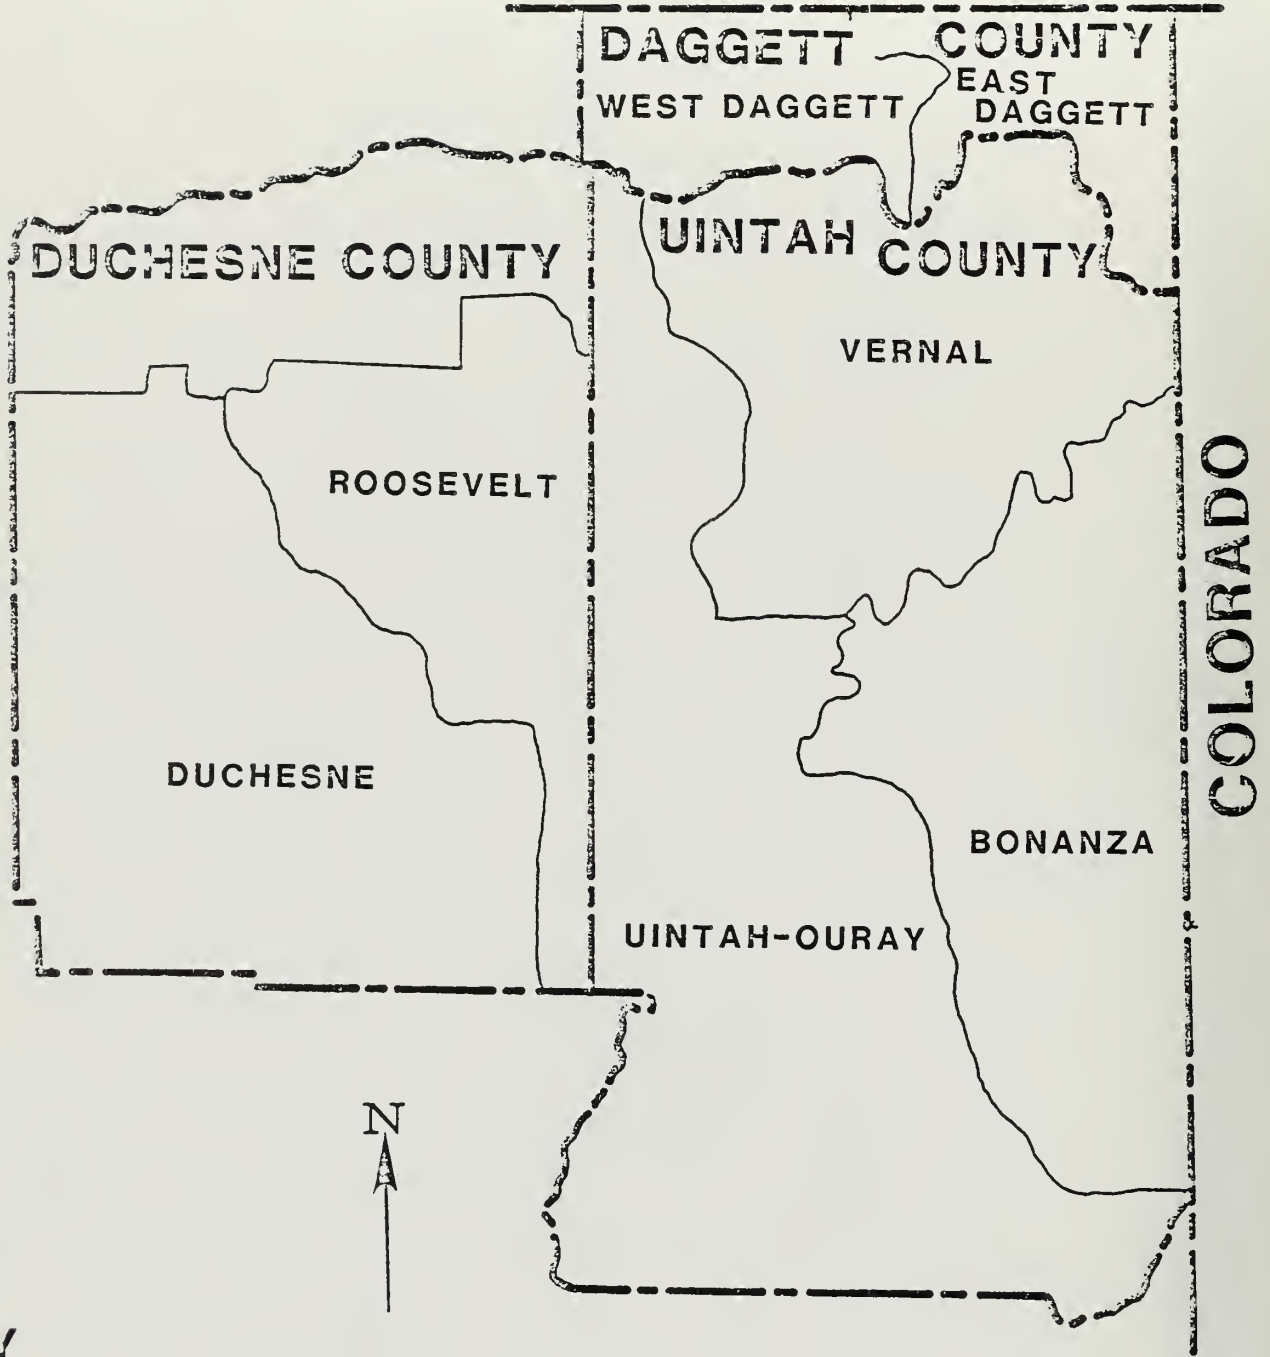 DAGGETT COUNTY
WEST DAGGETT
EAST
DAGGETT
UINTAH COUNTY
DUCHESNE COUNTY
VERNAL
ROOSEVELT
COLORADO
DUCHESNE
BONANZA
UINTAH-OURAY
N